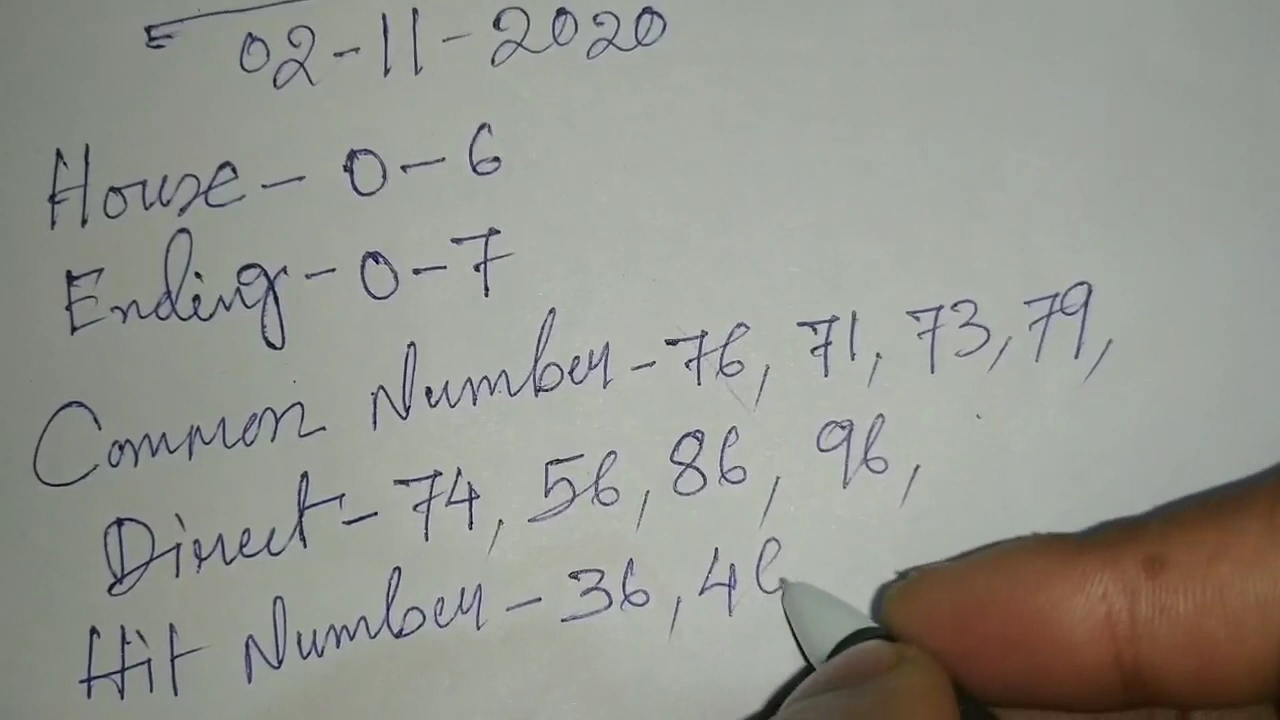 02-11-2020
House - 0-6
Ending - 0-7
Common Number - 76, 71, 73, 79,
Direct - 74, 56, 86, 96,
Hit Number - 36, 4